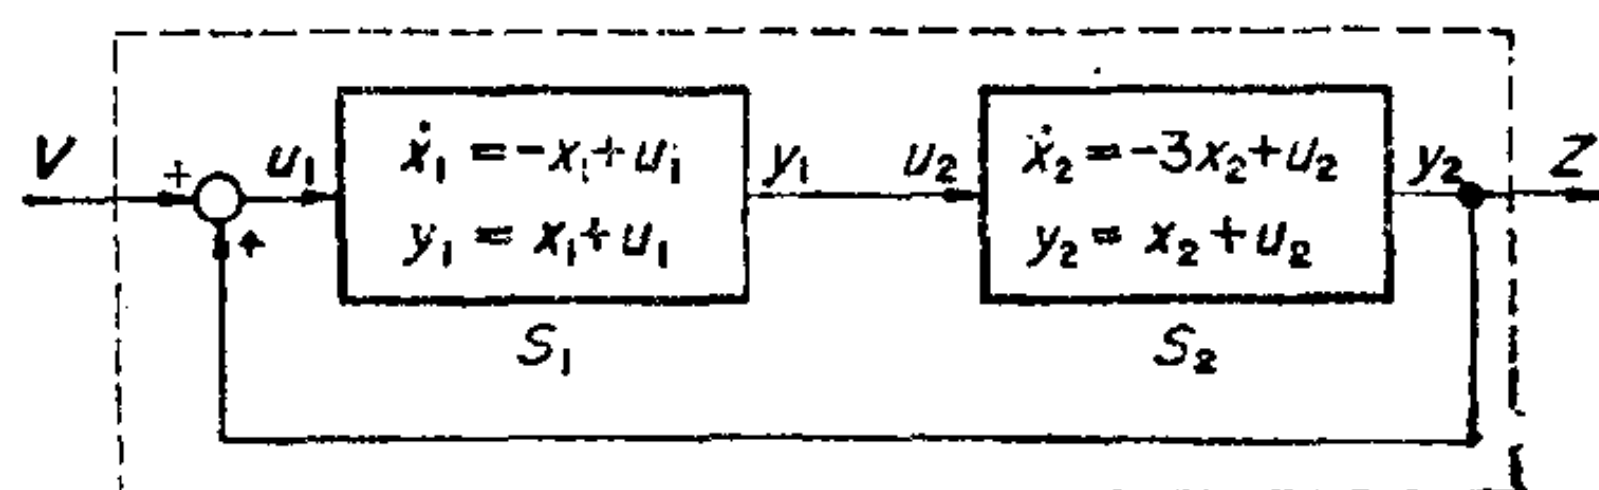 V + u₁ ẋ₁ = -x₁+u₁ y₁ u₂ ẋ₂ = -3x₂+u₂ y₂ Z
+ y₁ = x₁+u₁ y₂ = x₂+u₂
S₁ S₂